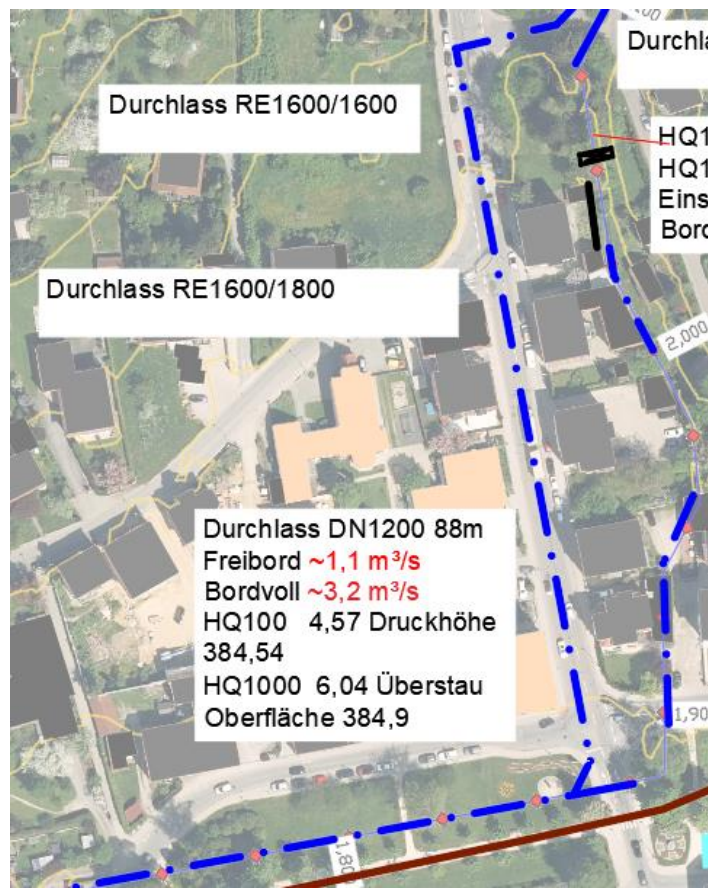 Durchla
Durchlass RE1600/1600
HQ1
HQ1
Eins
Bord
Durchlass RE1600/1800
2,000
Durchlass DN1200 88m
Freibord ~1,1 m³/s
Bordvoll ~3,2 m³/s
HQ100 4,57 Druckhöhe
384,54
HQ1000 6,04 Überstau
Oberfläche 384,9
1,90
1,80